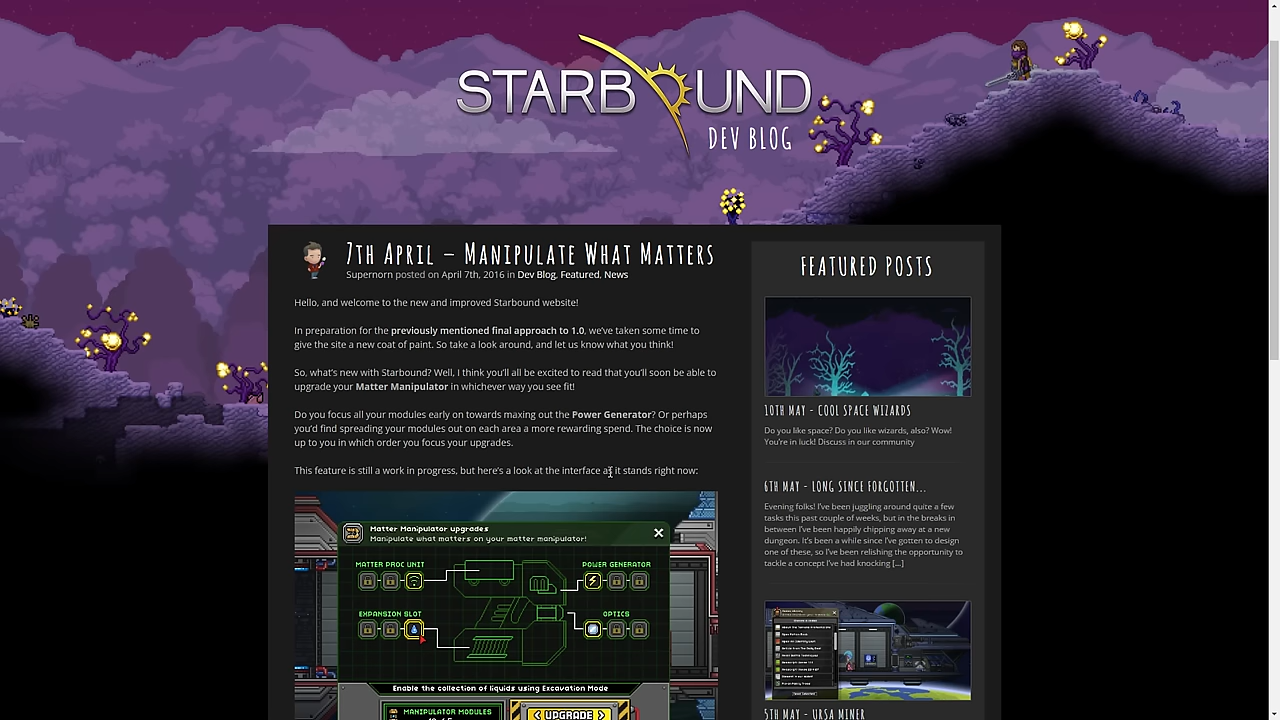 STARBOUND
DEV BLOG
7TH APRIL – MANIPULATE WHAT MATTERS
Supernorn posted on April 7th, 2016 in Dev Blog, Featured, News
Hello, and welcome to the new and improved Starbound website!
In preparation for the previously mentioned final approach to 1.0, we've taken some time to
give the site a new coat of paint. So take a look around, and let us know what you think!
So, what's new with Starbound? Well, I think you'll all be excited to read that you'll soon be able to
upgrade your Matter Manipulator in whichever way you see fit!
Do you focus all your modules early on towards maxing out the Power Generator? Or perhaps
you'd find spreading your modules out on each area a more rewarding spend. The choice is now
up to you in which order you focus your upgrades.
This feature is still a work in progress, but here's a look at the interface as it stands right now:
Matter Manipulator upgrades
Manipulate what matters on your matter manipulator!
MATTER PROC UNIT
POWER GENERATOR
EXPANSION SLOT
OPTICS
Enable the collection of liquids using Excavation Mode
MANIPULATOR MODULES
UPGRADE
FEATURED POSTS
10TH MAY - COOL SPACE WIZARDS
Do you like space? Do you like wizards, also? Wow!
You're in luck! Discuss in our community
6TH MAY - LONG SINCE FORGOTTEN...
Evening folks! I've been juggling around quite a few
tasks this past couple of weeks, but in the breaks in
between I've been happily chipping away at a new
dungeon. It's been a while since I've gotten to design
one of these, so I've been relishing the opportunity to
tackle a concept I've had knocking [...]
5TH MAY - URSA MINER